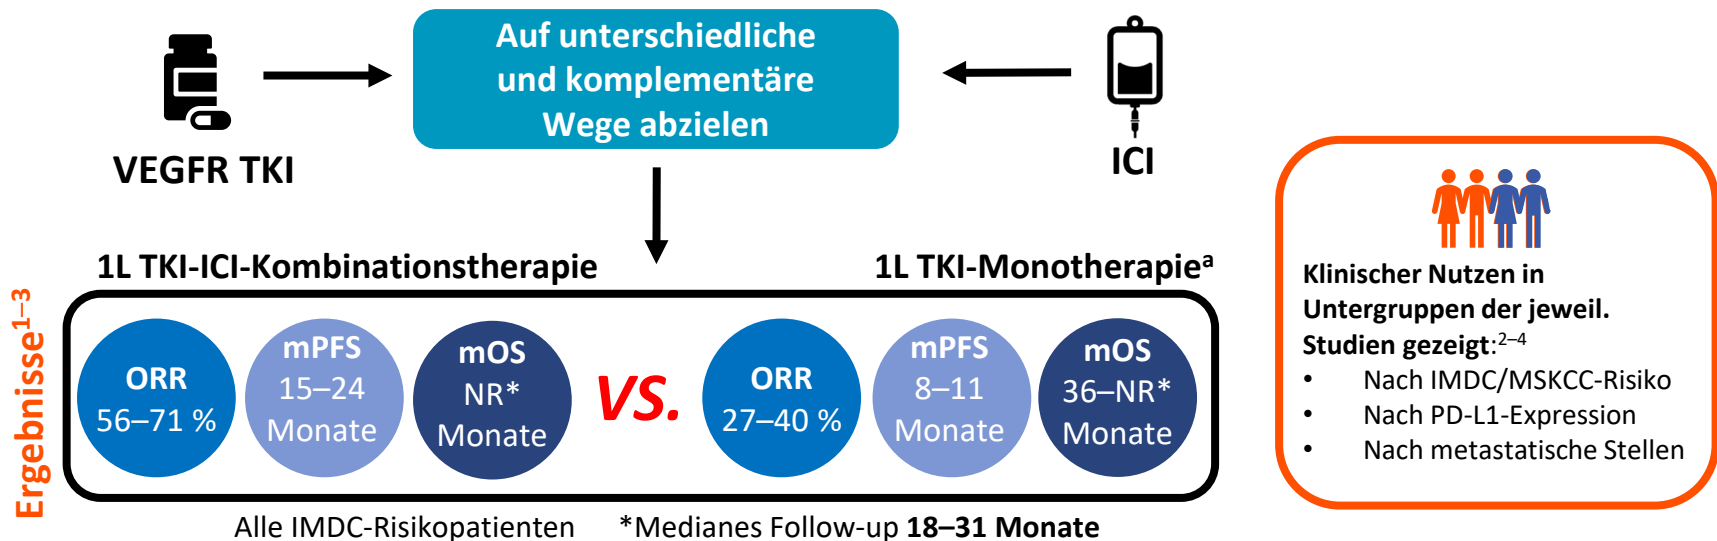 Auf unterschiedliche
und komplementäre
Wege abzielen
VEGFR TKI
ICI
1L TKI-ICI-Kombinationstherapie
1L TKI-Monotherapieᵃ
Ergebnisse¹⁻³
ORR
56–71 %
mPFS
15–24
Monate
mOS
NR*
Monate
VS.
ORR
27–40 %
mPFS
8–11
Monate
mOS
36–NR*
Monate
Alle IMDC-Risikopatienten
*Medianes Follow-up 18–31 Monate
Klinischer Nutzen in
Untergruppen der jeweil.
Studien gezeigt:²⁻⁴
• Nach IMDC/MSKCC-Risiko
• Nach PD-L1-Expression
• Nach metastatische Stellen